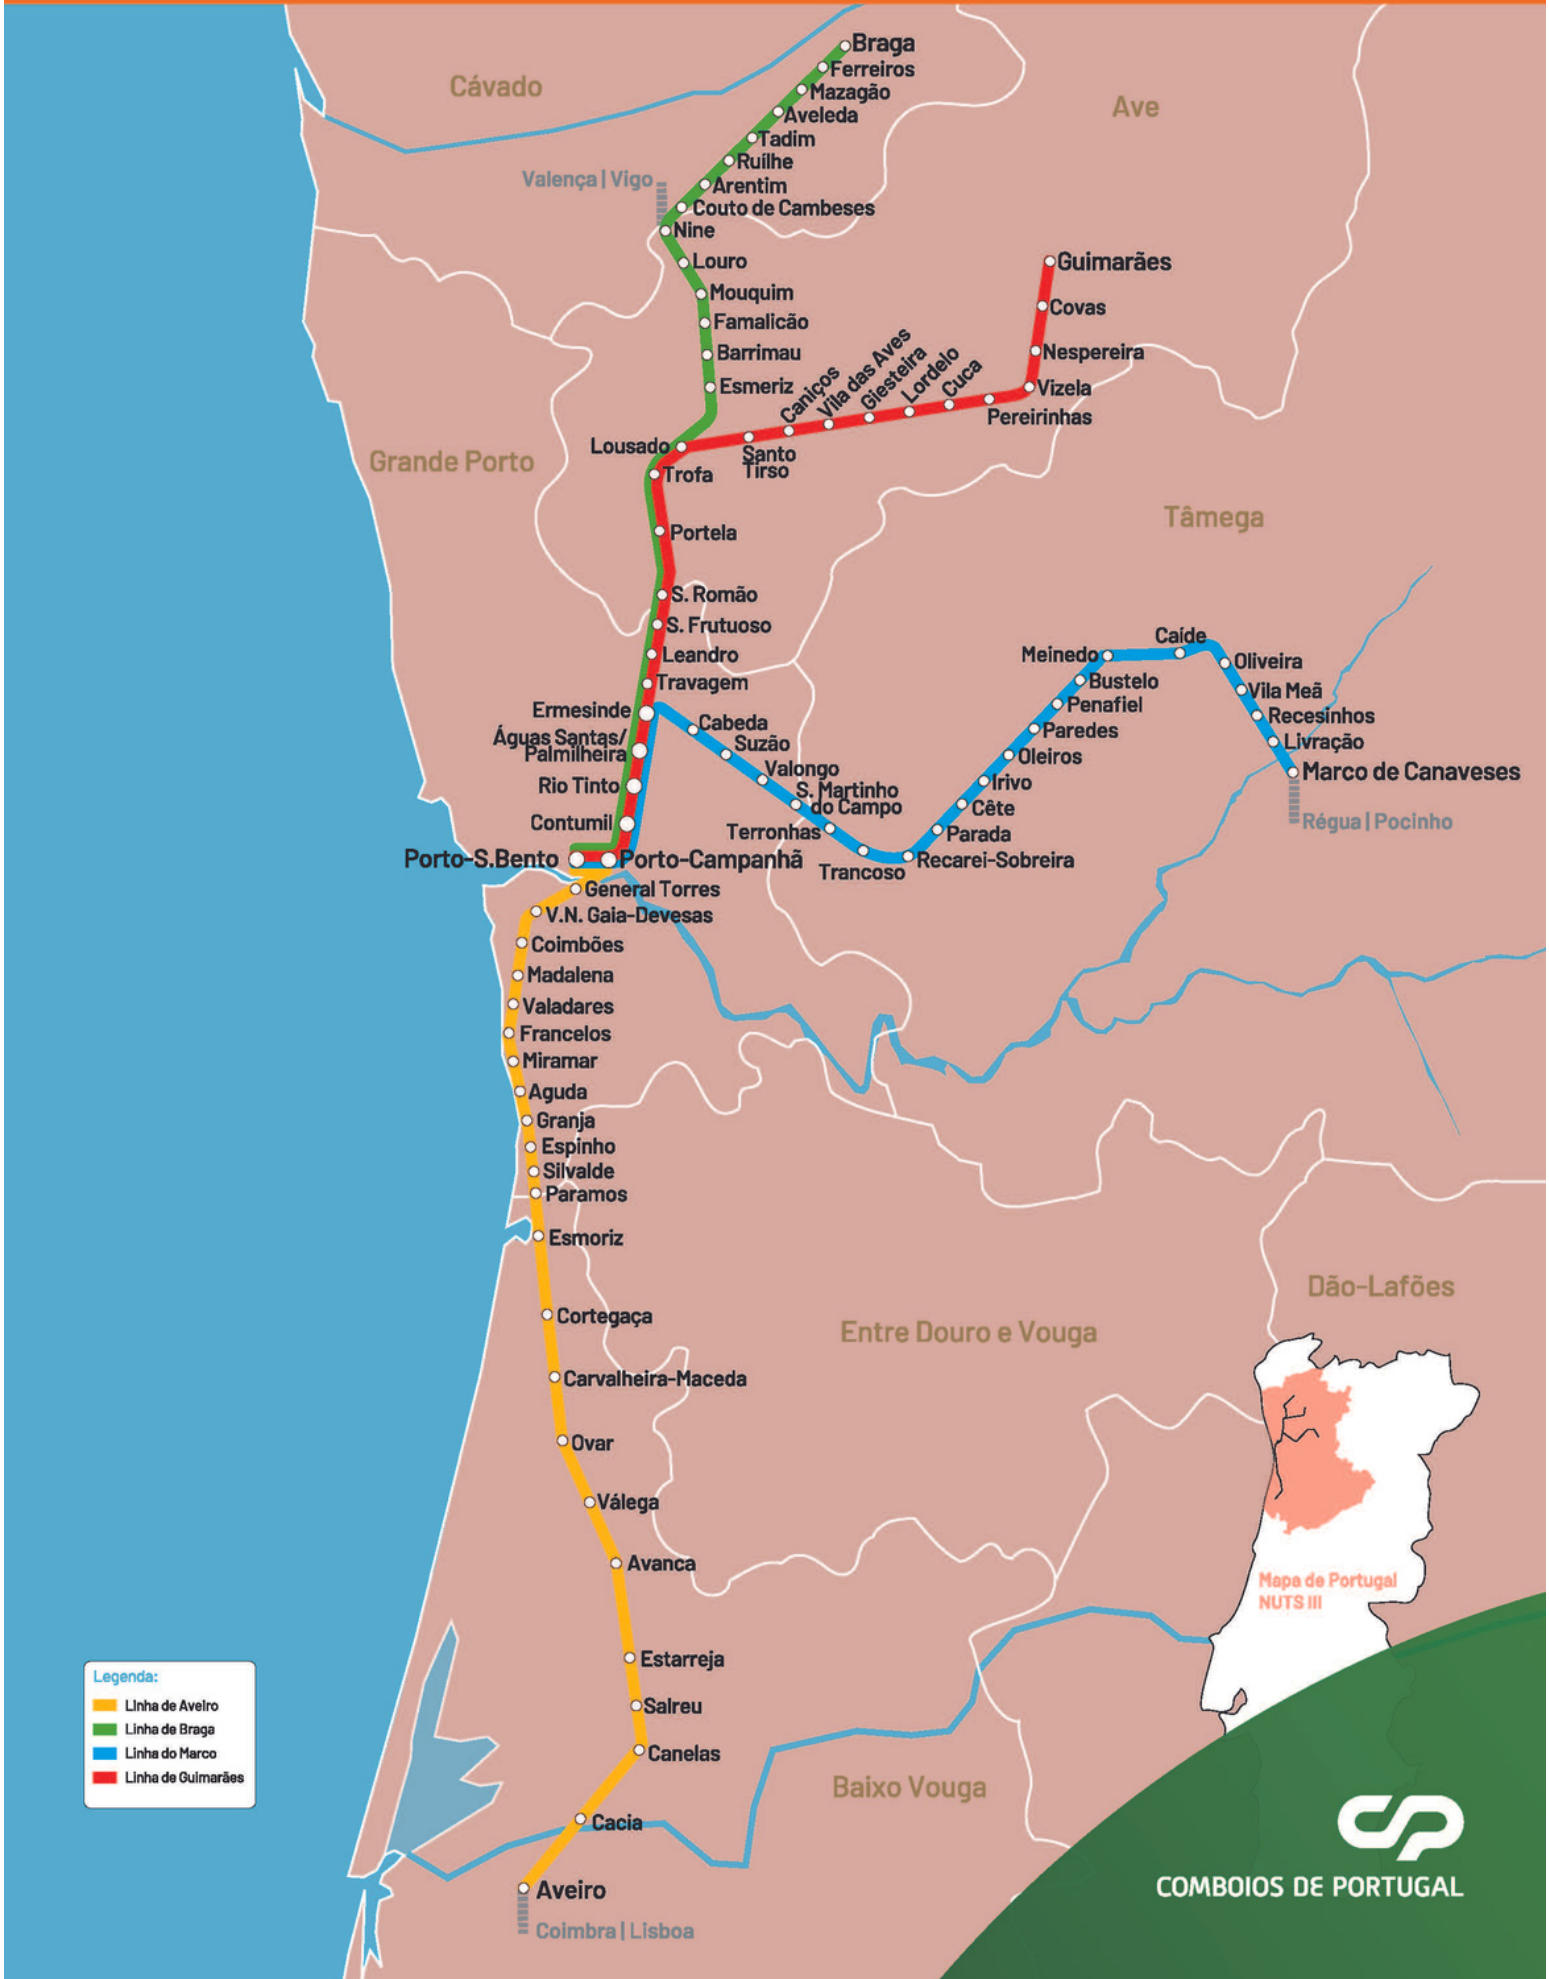 Braga
Ferreiros
Cávado
Mazagão
Ave
Aveleda
Tadim
Ruílhe
Valença | Vigo
Arentim
Couto de Cambeses
Nine
Louro
Guimarães
Mouquim
Covas
Famalicão
Barrimau
Nespereira
Esmeriz
Caniços
Vila das Aves
Giesteira
Lordelo
Cuca
Vizela
Pereirinhas
Lousado
Santo
Tirso
Grande Porto
Trofa
Tâmega
Portela
S. Romão
S. Frutuoso
Leandro
Travagem
Ermesinde
Águas Santas/
Palmilheira
Rio Tinto
Contumil
Porto-S.Bento
Porto-Campanhã
Cabeda
Suzão
Valongo
S. Martinho
do Campo
Terronhas
Trancoso
Recarei-Sobreira
Parada
Cête
Irivo
Oleiros
Paredes
Penafiel
Bustelo
Meinedo
Caíde
Oliveira
Vila Meã
Recesinhos
Livração
Marco de Canaveses
Régua | Pocinho
General Torres
V.N. Gaia-Devesas
Coimbões
Madalena
Valadares
Francelos
Miramar
Aguda
Granja
Espinho
Silvalde
Paramos
Esmoriz
Dão-Lafões
Cortegaça
Entre Douro e Vouga
Carvalheira-Maceda
Ovar
Válega
Avanca
Mapa de Portugal
NUTS III
Estarreja
Salreu
Canelas
Baixo Vouga
Cacia
Aveiro
Coimbra | Lisboa
Legenda:
Linha de Aveiro
Linha de Braga
Linha do Marco
Linha de Guimarães
CP
COMBOIOS DE PORTUGAL